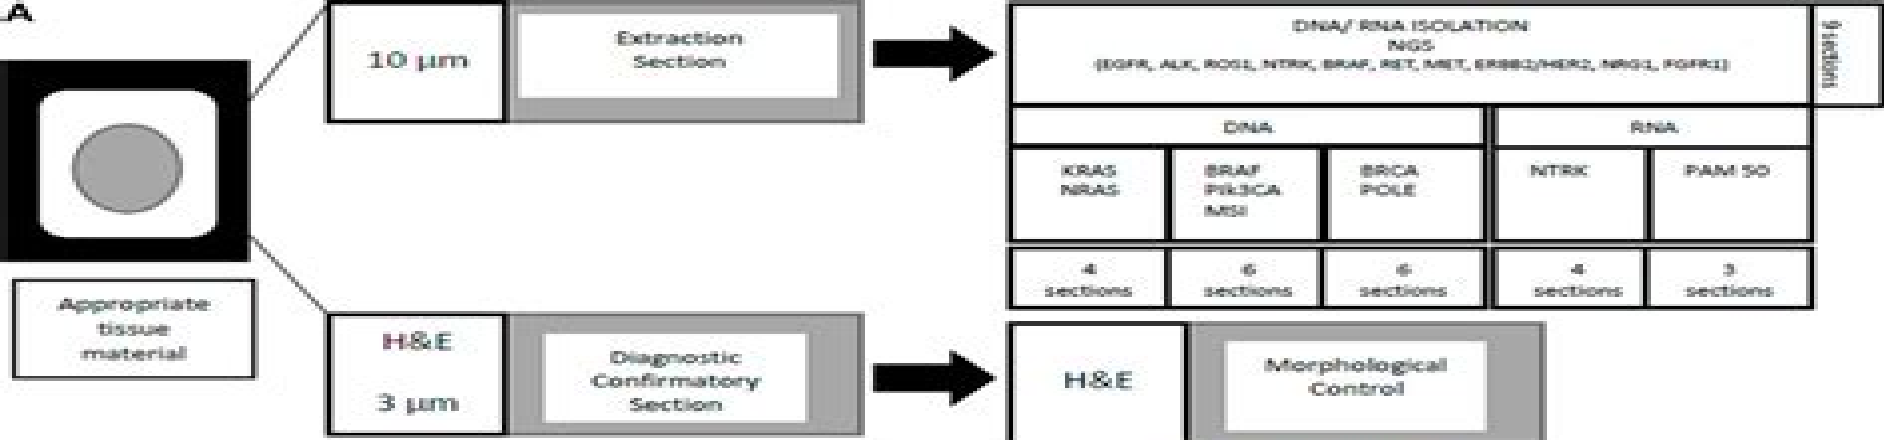 A
10 µm
Extraction
Section
DNA/ RNA ISOLATION
NGS
(EGFR, ALK, ROS1, NTRK, BRAF, RET, MET, ERBB2/HER2, NRG1, FGFR1)
9 sections
DNA
RNA
KRAS
NRAS
BRAF
Pik3CA
MSI
BRCA
POLE
NTRK
PAM 50
4
sections
6
sections
6
sections
4
sections
3
sections
Appropriate
tissue
material
H&E
3 µm
Diagnostic
Confirmatory
Section
H&E
Morphological
Control